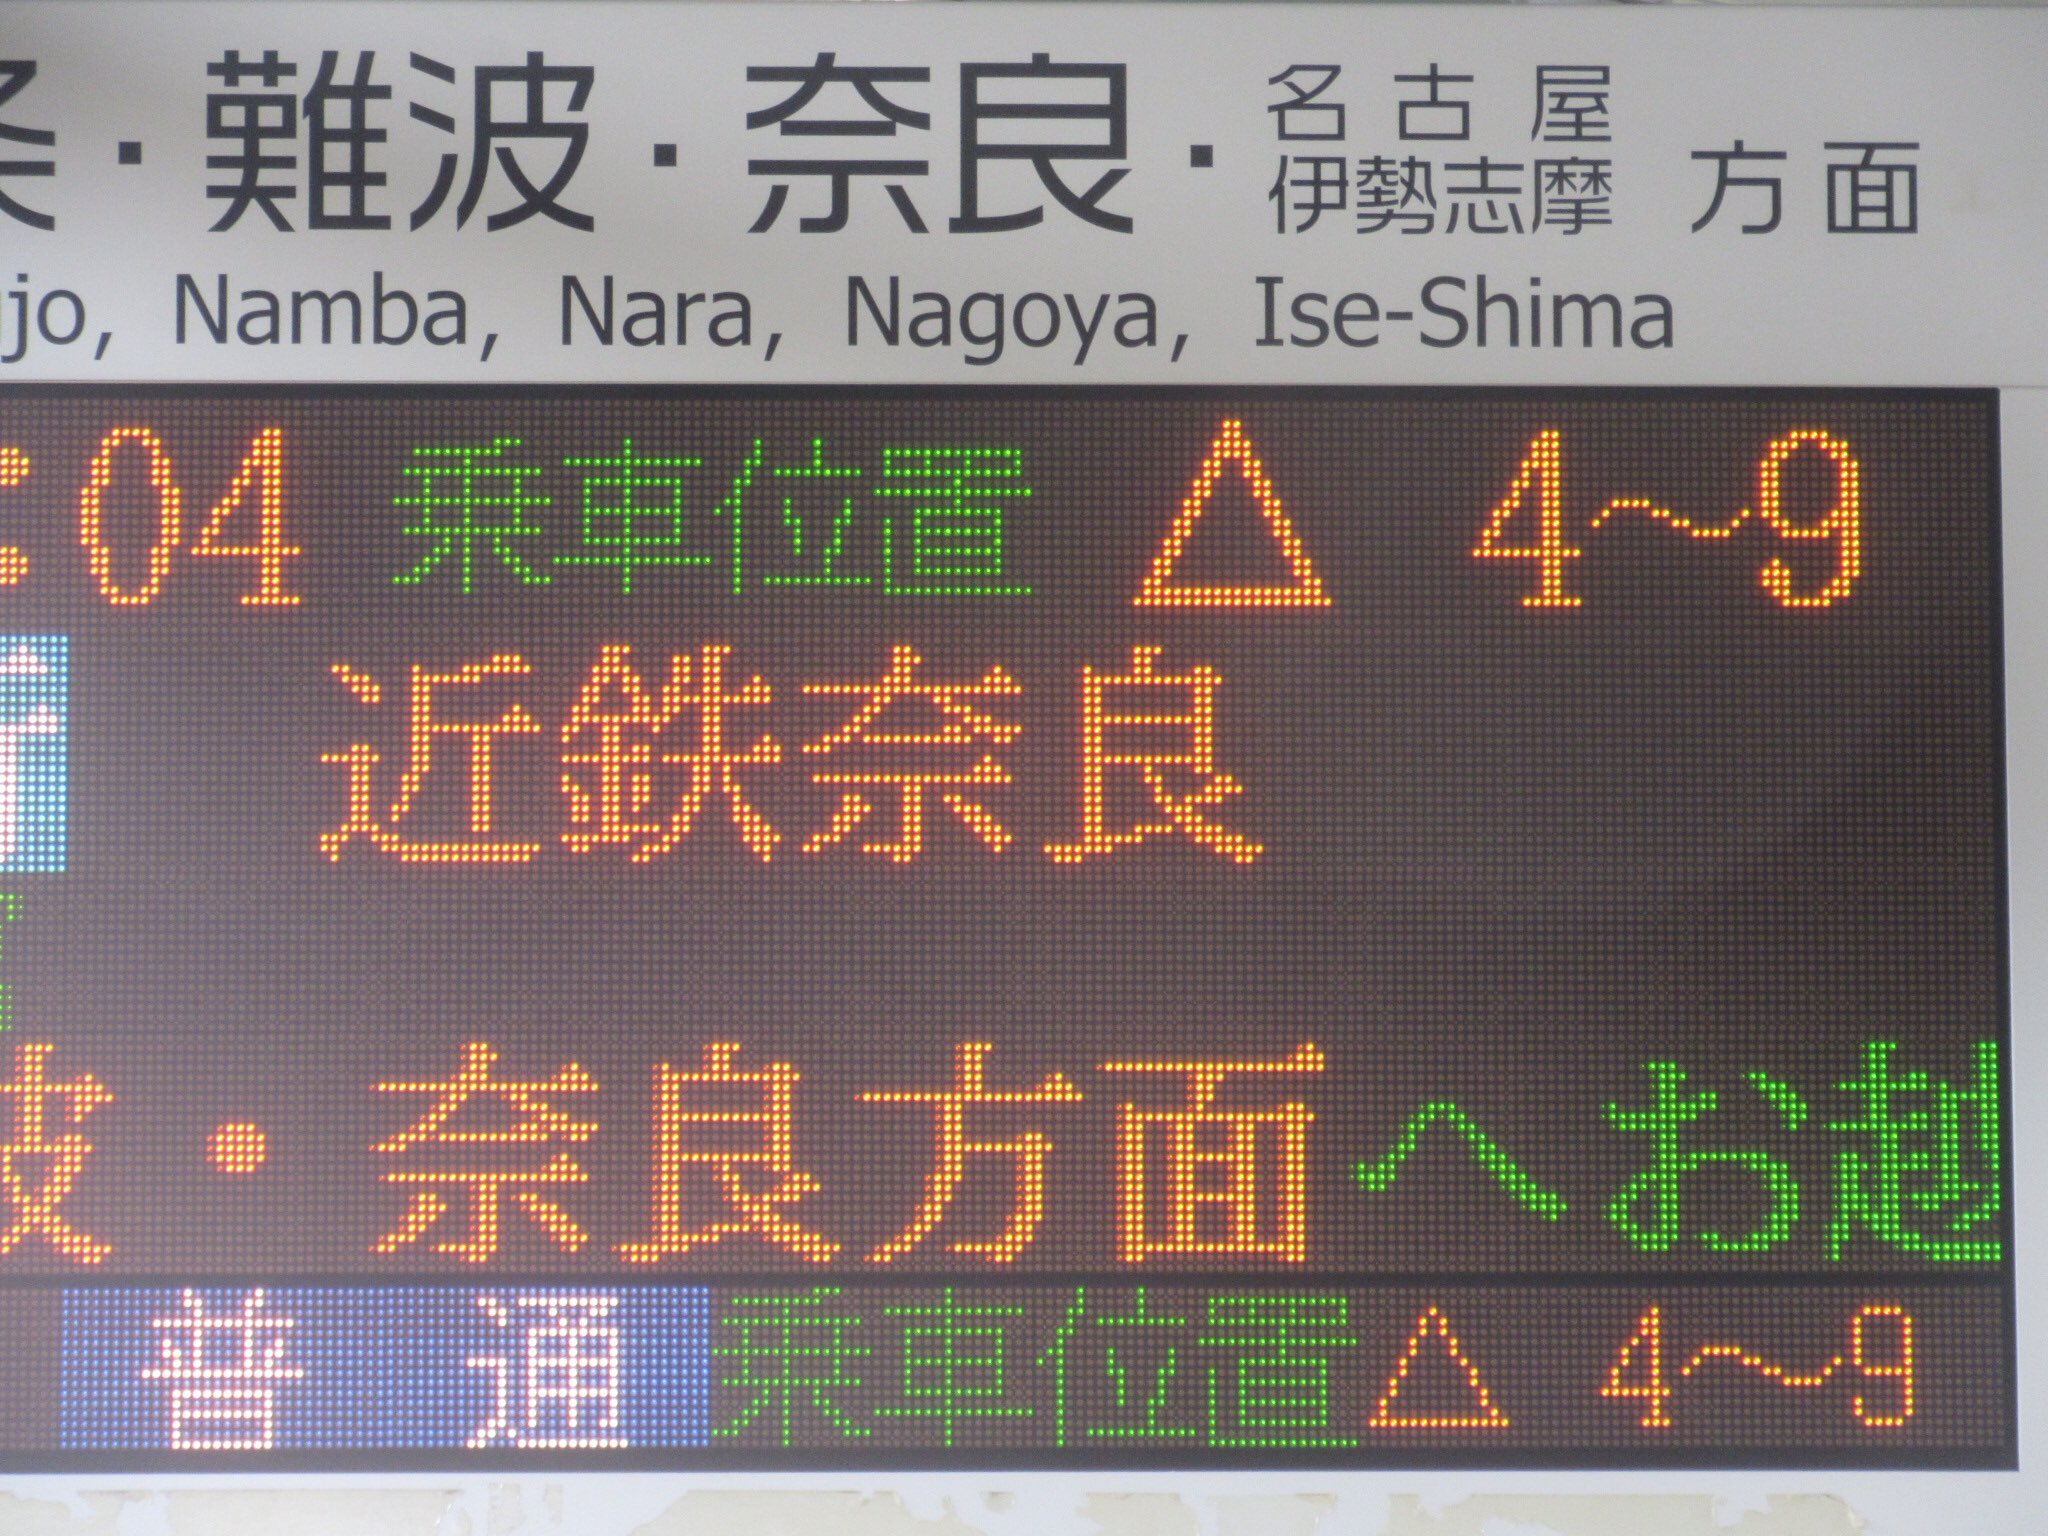 ・難波・奈良・名古屋 伊勢志摩 方面
jo, Namba, Nara, Nagoya, Ise-Shima
:04 乗車位置 △ 4〜9
近鉄奈良
波・奈良方面へお越
普通 乗車位置 △ 4〜9